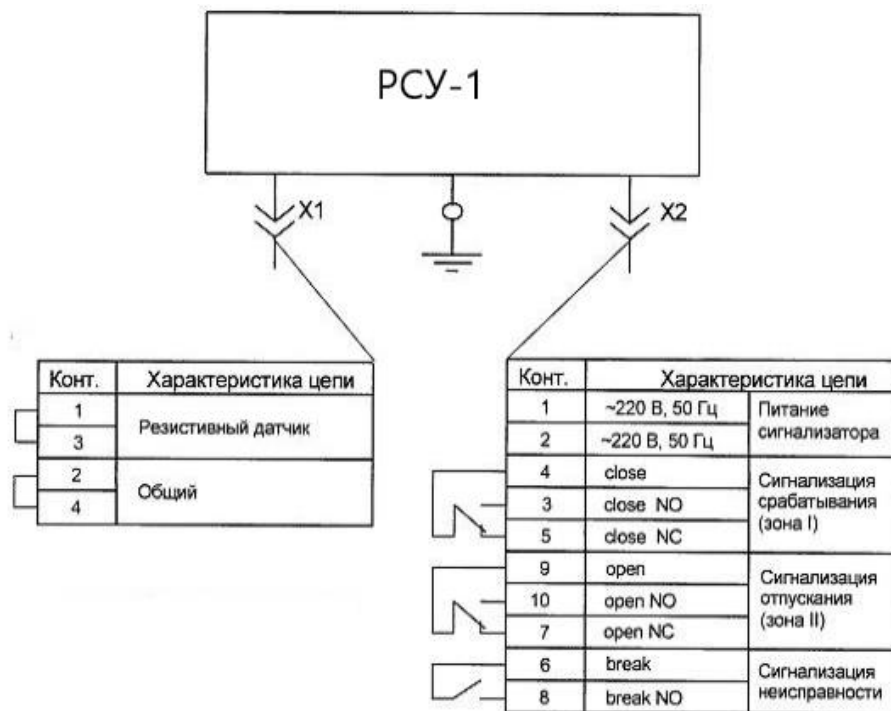 РСУ-1
X1
X2
Конт. Характеристика цепи
1
3
Резистивный датчик
2
4
Общий
Конт. Характеристика цепи
1 ~220 В, 50 Гц
2 ~220 В, 50 Гц
Питание
сигнализатора
4 close
3 close NO
5 close NC
Сигнализация
срабатывания
(зона I)
9 open
10 open NO
7 open NC
Сигнализация
отпускания
(зона II)
6 break
8 break NO
Сигнализация
неисправности